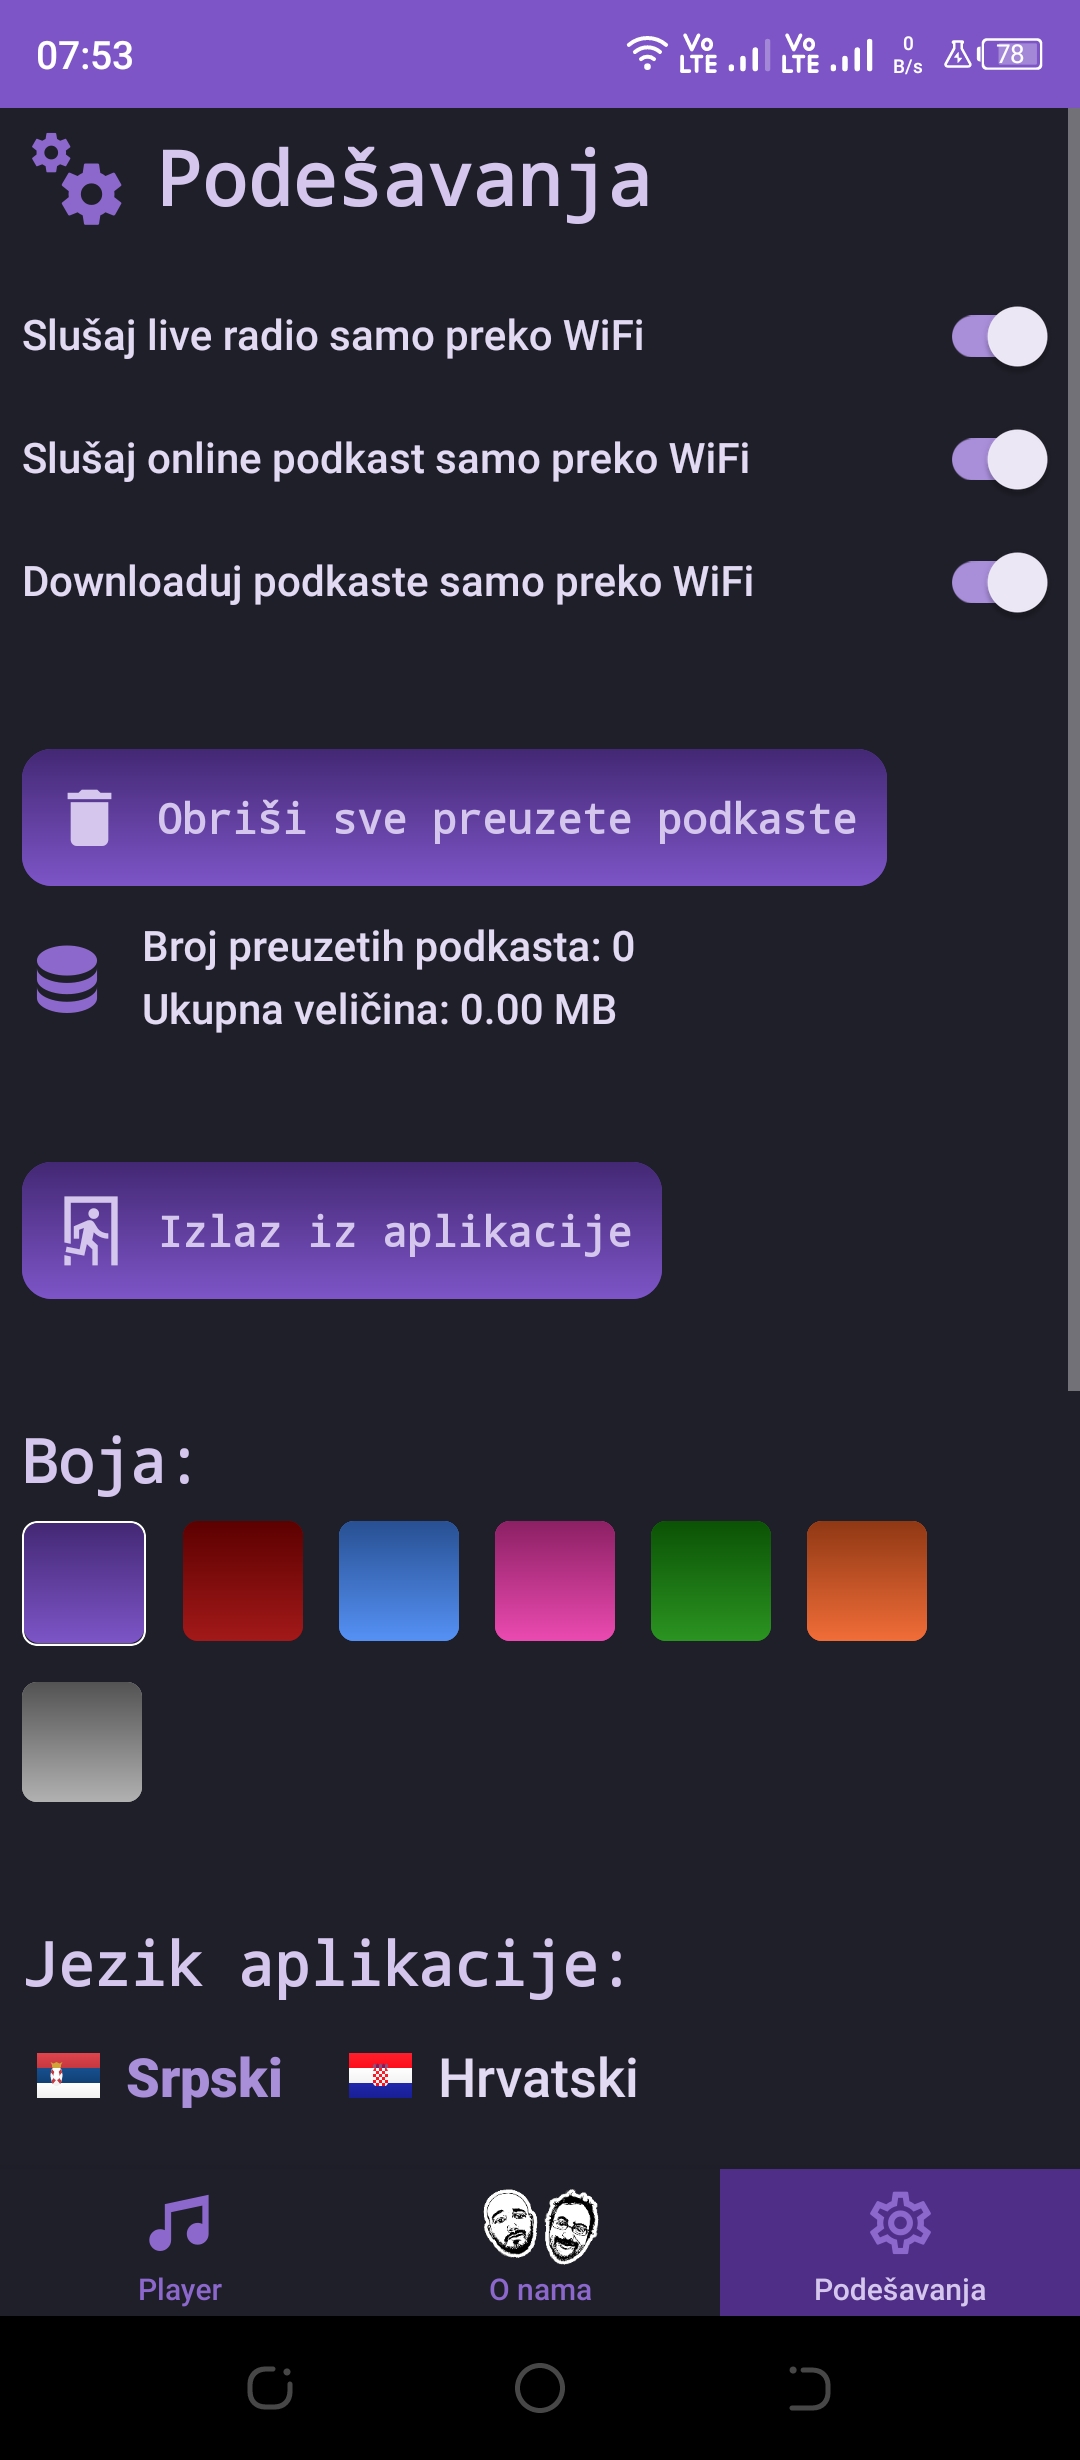 07:53
Vo LTE Vo LTE 0 B/s 78
Podešavanja
Slušaj live radio samo preko WiFi
Slušaj online podkast samo preko WiFi
Downloaduj podkaste samo preko WiFi
Obriši sve preuzete podkaste
Broj preuzetih podkasta: 0
Ukupna veličina: 0.00 MB
Izlaz iz aplikacije
Boja:
Jezik aplikacije:
Srpski Hrvatski
Player O nama Podešavanja